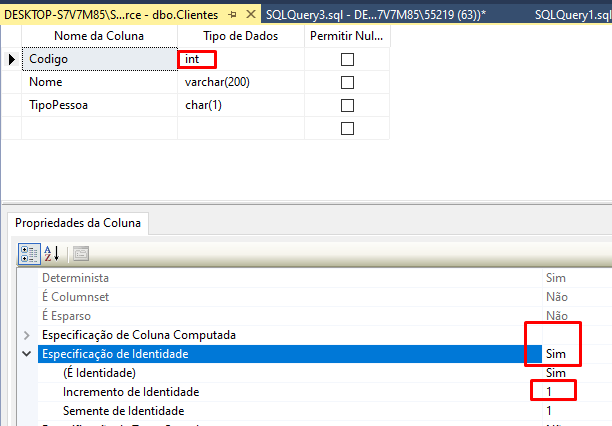 DESKTOP-S7V7M85\S...rce - dbo.Clientes SQLQuery3.sql - DE...7V7M85\55219 (63))* SQLQuery1.sql
Nome da Coluna Tipo de Dados Permitir Nul...
Codigo int
Nome varchar(200)
TipoPessoa char(1)
Propriedades da Coluna
Determinista Sim
É Columnset Não
É Esparso Não
Especificação de Coluna Computada
Especificação de Identidade Sim
(É Identidade) Sim
Incremento de Identidade 1
Semente de Identidade 1